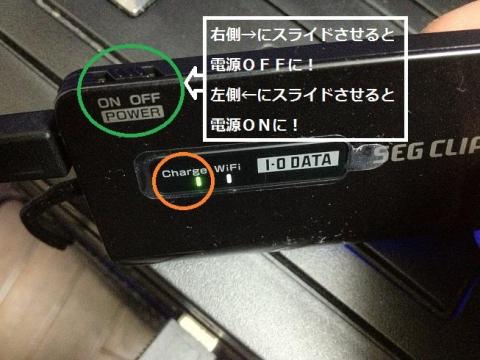 右側→にスライドさせると
電源ＯＦＦに！
左側←にスライドさせると
電源ＯＮに！
ON OFF
POWER
Charge WiFi I-O DATA
SEG CLIP